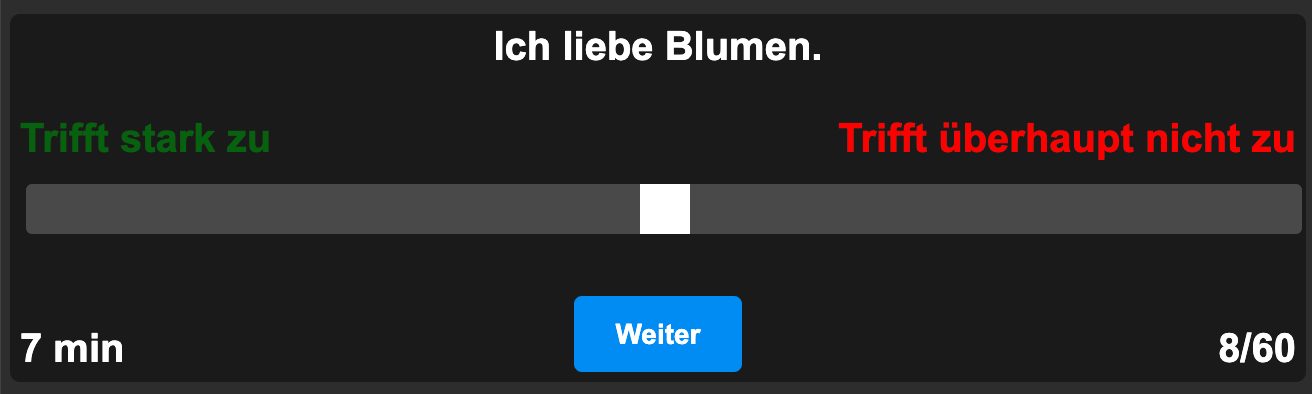 Ich liebe Blumen.
Trifft stark zu
Trifft überhaupt nicht zu
Weiter
7 min
8/60